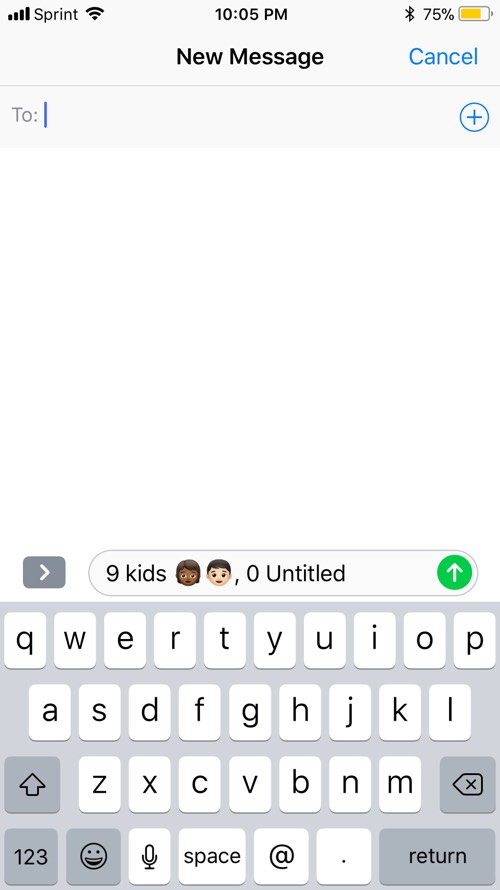 Sprint 10:05 PM 75%
New Message Cancel
To:
9 kids 👧🏾👦🏻, 0 Untitled
q w e r t y u i o p
a s d f g h j k l
z x c v b n m
123 space @ . return